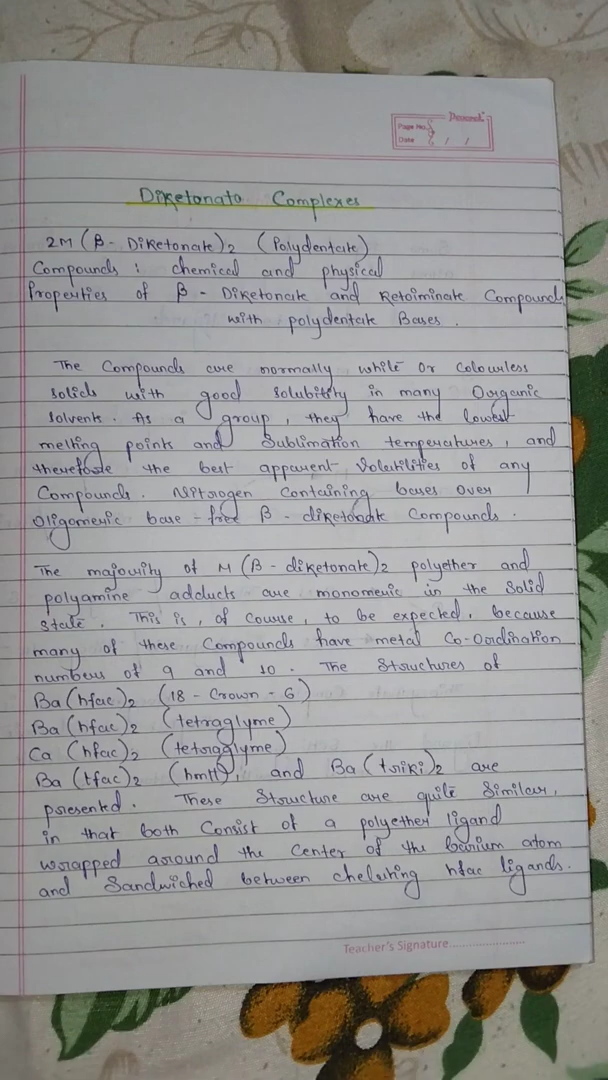 Page No.
Date / /
Diketonato Complexes
2M (β - Diketonate)2 (Polydentate)
Compounds : chemical and physical
Properties of β - Diketonate and Ketoiminate Compound
with polydentate Bases.
The Compounds are normally white or Colourless
solids with good solubility in many Organic
solvents. As a group, they have the lowest
melting points and Sublimation temperatures, and
therefore the best apparent Volatilities of any
Compounds. Nitrogen Containing bases over
Oligomeric base-free β - diketonate Compounds.
The majority of M (β - diketonate)2 polyether and
polyamine adducts are monomeric in the Solid
State. This is, of Course, to be expected, because
many of these Compounds have metal Co-Ordination
numbers of 9 and 10. The Structures of
Ba (hfac)2 (18 - Crown - 6)
Ba (hfac)2 (tetraglyme)
Ca (hfac)2 (tetraglyme)
Ba (tfac)2 and Ba (triki)2 are
presented. These Structure are quite Similar,
in that both Consist of a polyether ligand
wrapped around the Center of the barium atom
and Sandwiched between chelating hfac ligands.
Teacher's Signature........................